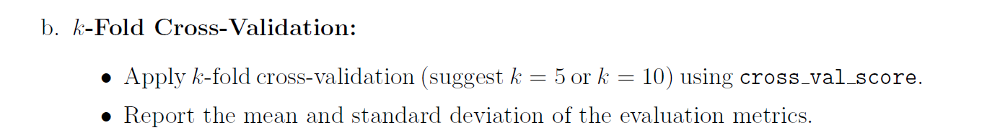 b. k-Fold Cross-Validation:
• Apply k-fold cross-validation (suggest k = 5 or k = 10) using cross_val_score.
• Report the mean and standard deviation of the evaluation metrics.